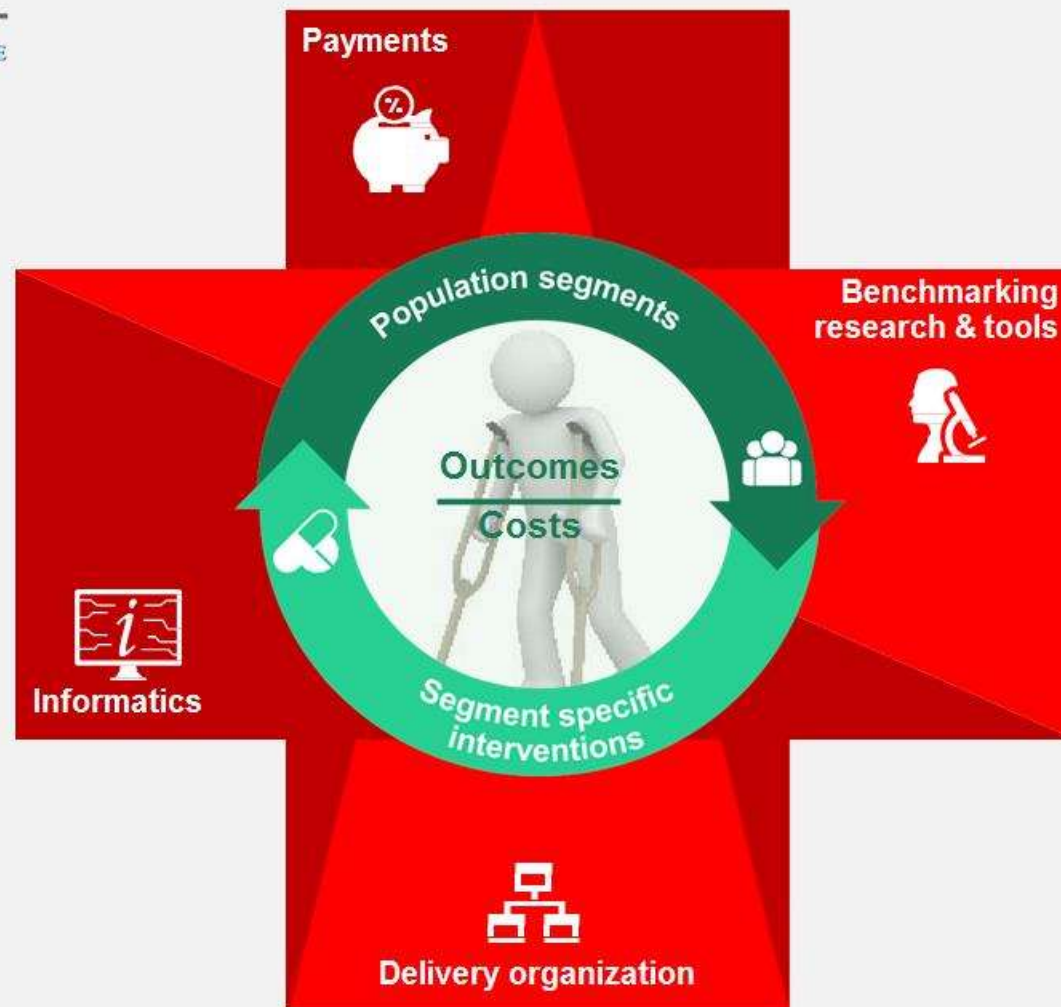 Payments
%
Benchmarking
research & tools
Population segments
Outcomes
Costs
i
Informatics
Segment specific
interventions
Delivery organization